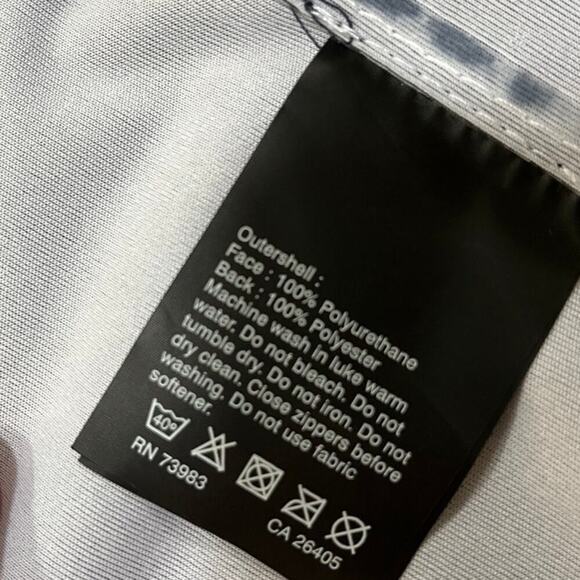 Outershell :
Face : 100% Polyurethane
Back : 100% Polyester
Machine wash in luke warm
water. Do not bleach. Do not
tumble dry. Do not iron. Do not
dry clean. Close zippers before
washing. Do not use fabric
softener.
40°
RN 73983
CA 26405